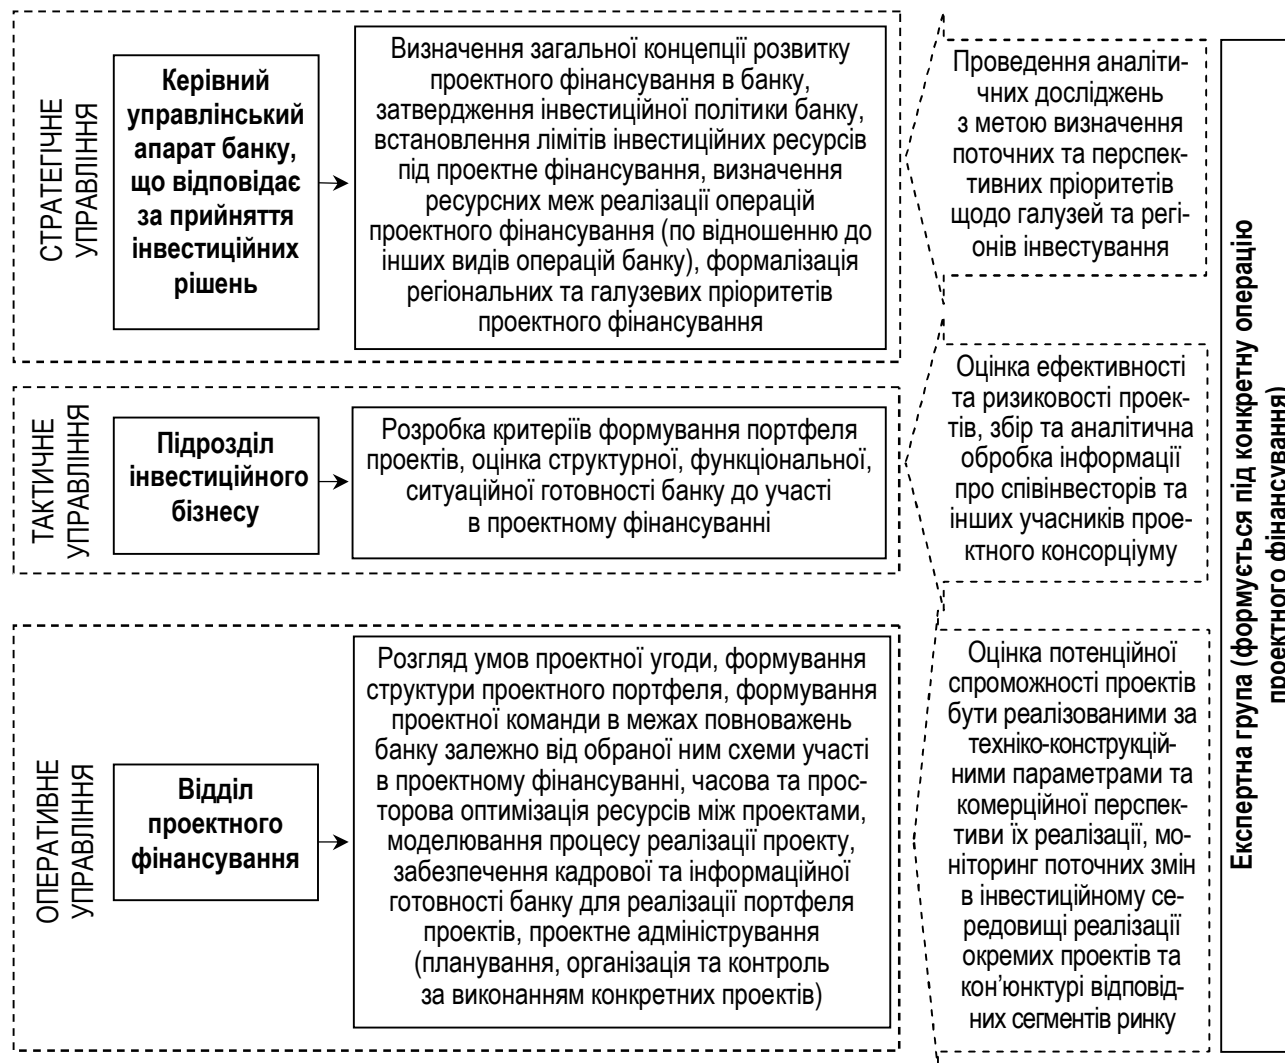 СТРАТЕГІЧНЕ
УПРАВЛІННЯ
Керівний
управлінський
апарат банку,
що відповідає
за прийняття
інвестиційних
рішень
Визначення загальної концепції розвитку
проектного фінансування в банку,
затвердження інвестиційної політики банку,
встановлення лімітів інвестиційних ресурсів
під проектне фінансування, визначення
ресурсних меж реалізації операцій
проектного фінансування (по відношенню до
інших видів операцій банку), формалізація
регіональних та галузевих пріоритетів
проектного фінансування
Проведення аналіти-
чних досліджень
з метою визначення
поточних та перспек-
тивних пріоритетів
щодо галузей та регі-
онів інвестування
ТАКТИЧНЕ
УПРАВЛІННЯ
Підрозділ
інвестиційного
бізнесу
Розробка критеріїв формування портфеля
проектів, оцінка структурної, функціональної,
ситуаційної готовності банку до участі
в проектному фінансуванні
Оцінка ефективності
та ризиковості проек-
тів, збір та аналітична
обробка інформації
про співінвесторів та
інших учасників прое-
ктного консорціуму
ОПЕРАТИВНЕ
УПРАВЛІННЯ
Відділ
проектного
фінансування
Розгляд умов проектної угоди, формування
структури проектного портфеля, формування
проектної команди в межах повноважень
банку залежно від обраної ним схеми участі
в проектному фінансуванні, часова та прос-
торова оптимізація ресурсів між проектами,
моделювання процесу реалізації проекту,
забезпечення кадрової та інформаційної
готовності банку для реалізації портфеля
проектів, проектне адміністрування
(планування, організація та контроль
за виконанням конкретних проектів)
Оцінка потенційної
спроможності проектів
бути реалізованими за
техніко-конструкцій-
ними параметрами та
комерційної перспек-
тиви їх реалізації, мо-
ніторинг поточних змін
в інвестиційному се-
редовищі реалізації
окремих проектів та
кон’юнктурі відповід-
них сегментів ринку
Експертна група (формується під конкретну операцію
проектного фінансування)